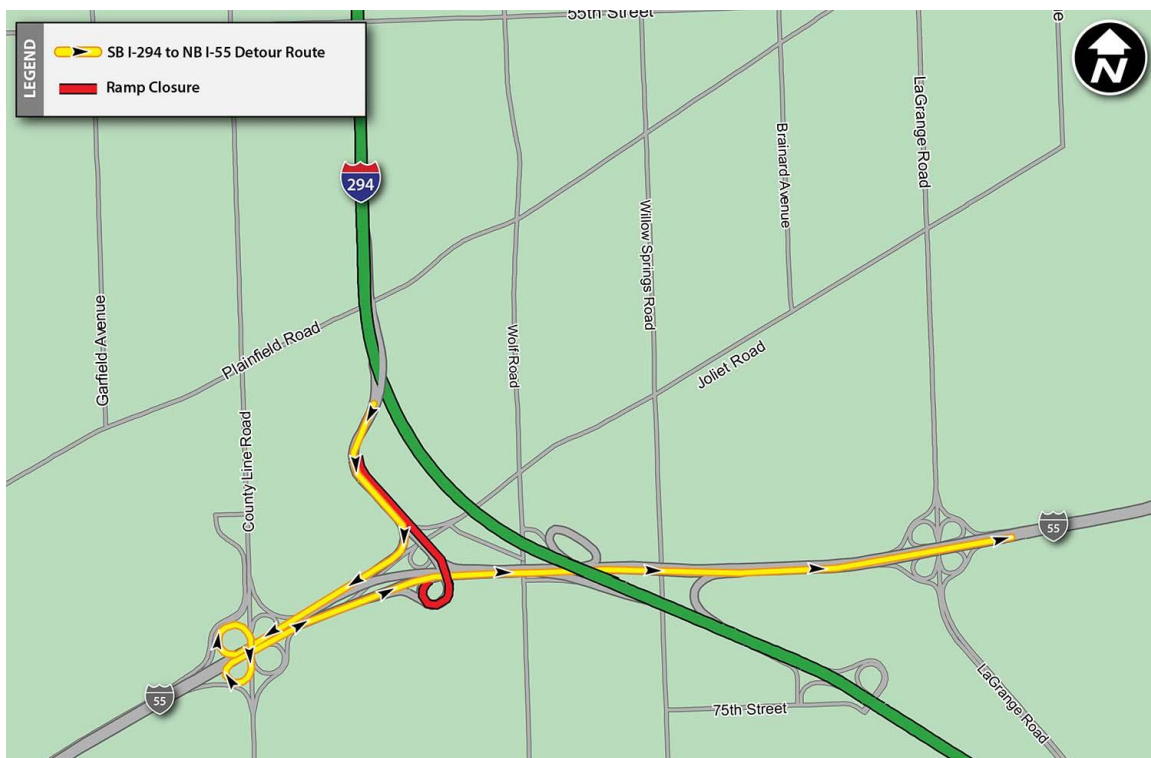 55th Street
le
LEGEND
SB I-294 to NB I-55 Detour Route
Ramp Closure
N
294
LaGrange Road
Brainard Avenue
Willow Springs Road
Garfield Avenue
Plainfield Road
Wolf Road
Joliet Road
County Line Road
55
55
75th Street
LaGrange Road